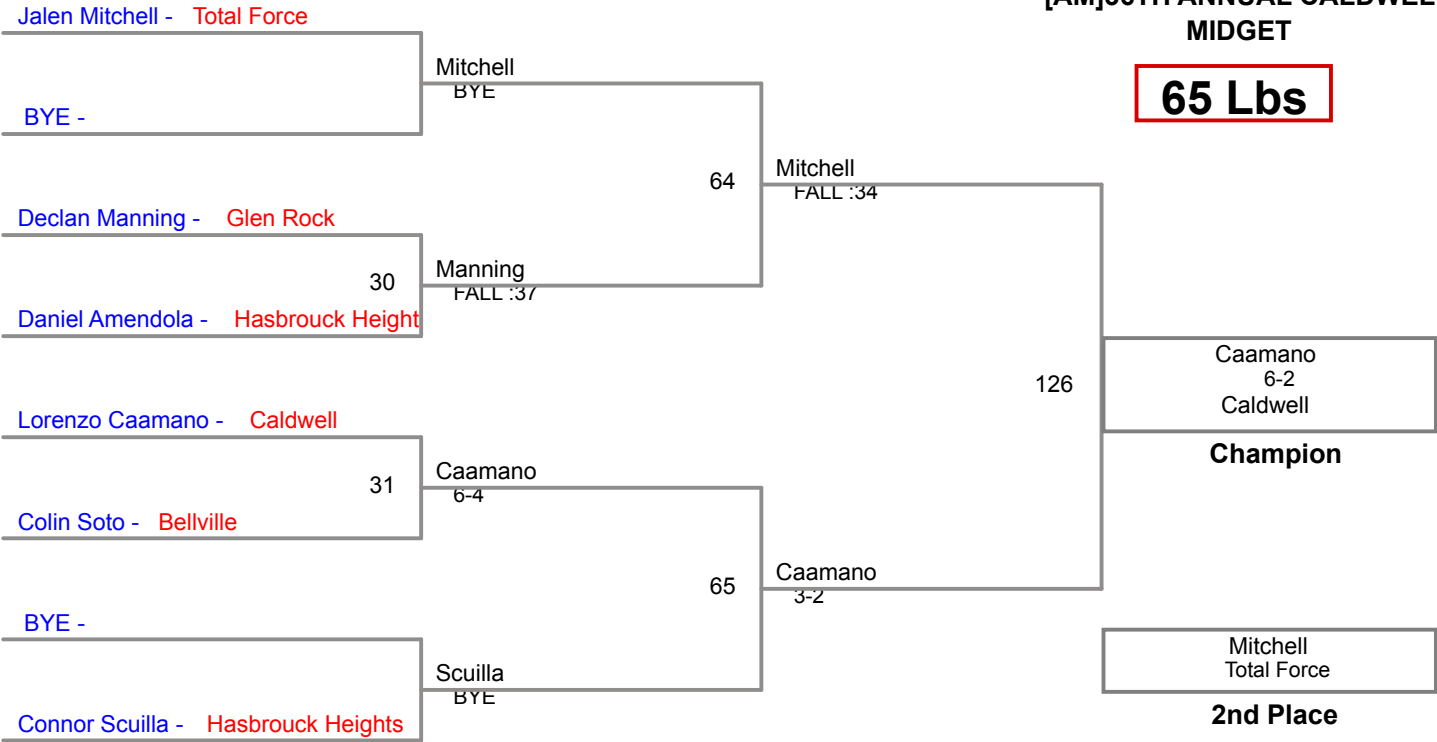 MIDGET
65 Lbs
Jalen Mitchell - Total Force
Mitchell
BYE
BYE -
64
Mitchell
FALL :34
Declan Manning - Glen Rock
30
Manning
FALL :37
Daniel Amendola - Hasbrouck Height
126
Caamano
6-2
Caldwell
Champion
Lorenzo Caamano - Caldwell
31
Caamano
6-4
Colin Soto - Bellville
65
Caamano
3-2
BYE -
Scuilla
BYE
Connor Scuilla - Hasbrouck Heights
Mitchell
Total Force
2nd Place